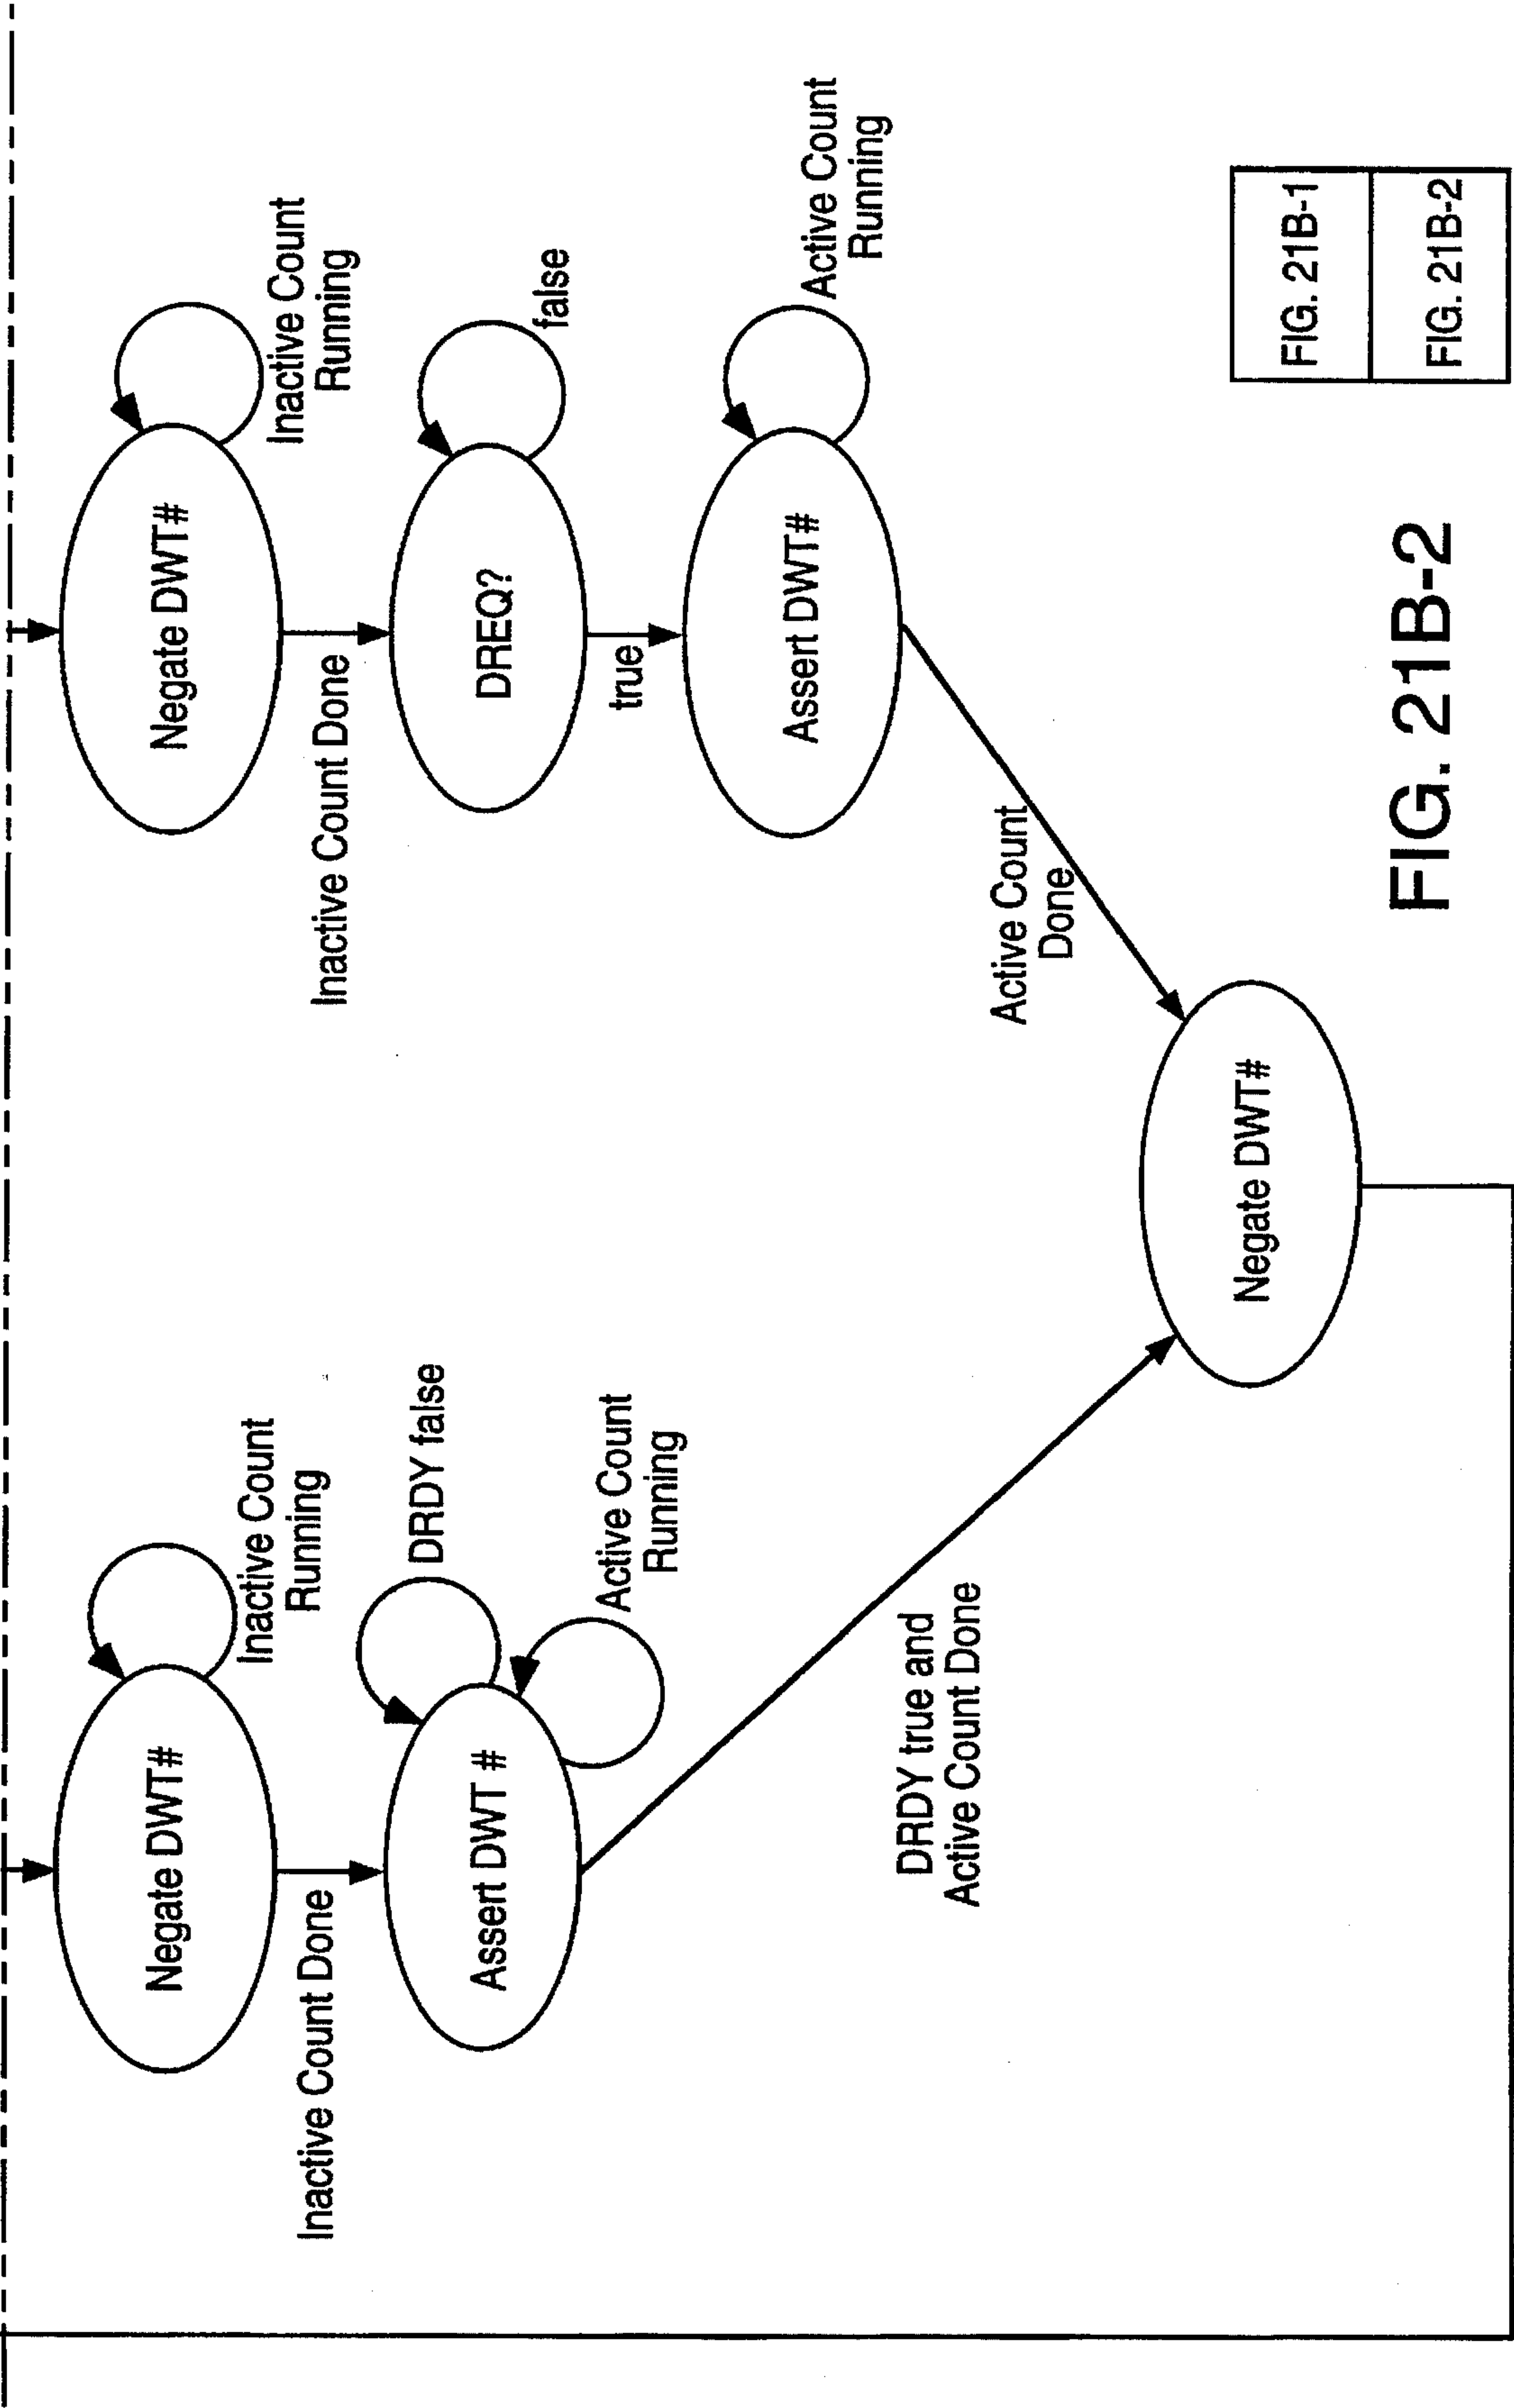 Negate DWT#
Inactive Count
Running
Inactive Count Done
Assert DWT #
DRDY false
Active Count
Running
DRDY true and
Active Count Done
Negate DWT#
Inactive Count
Running
Inactive Count Done
DREQ?
false
true
Assert DWT#
Active Count
Running
Active Count
Done
Negate DWT#
FIG. 21B-2
FIG. 21B-1
FIG. 21B-2